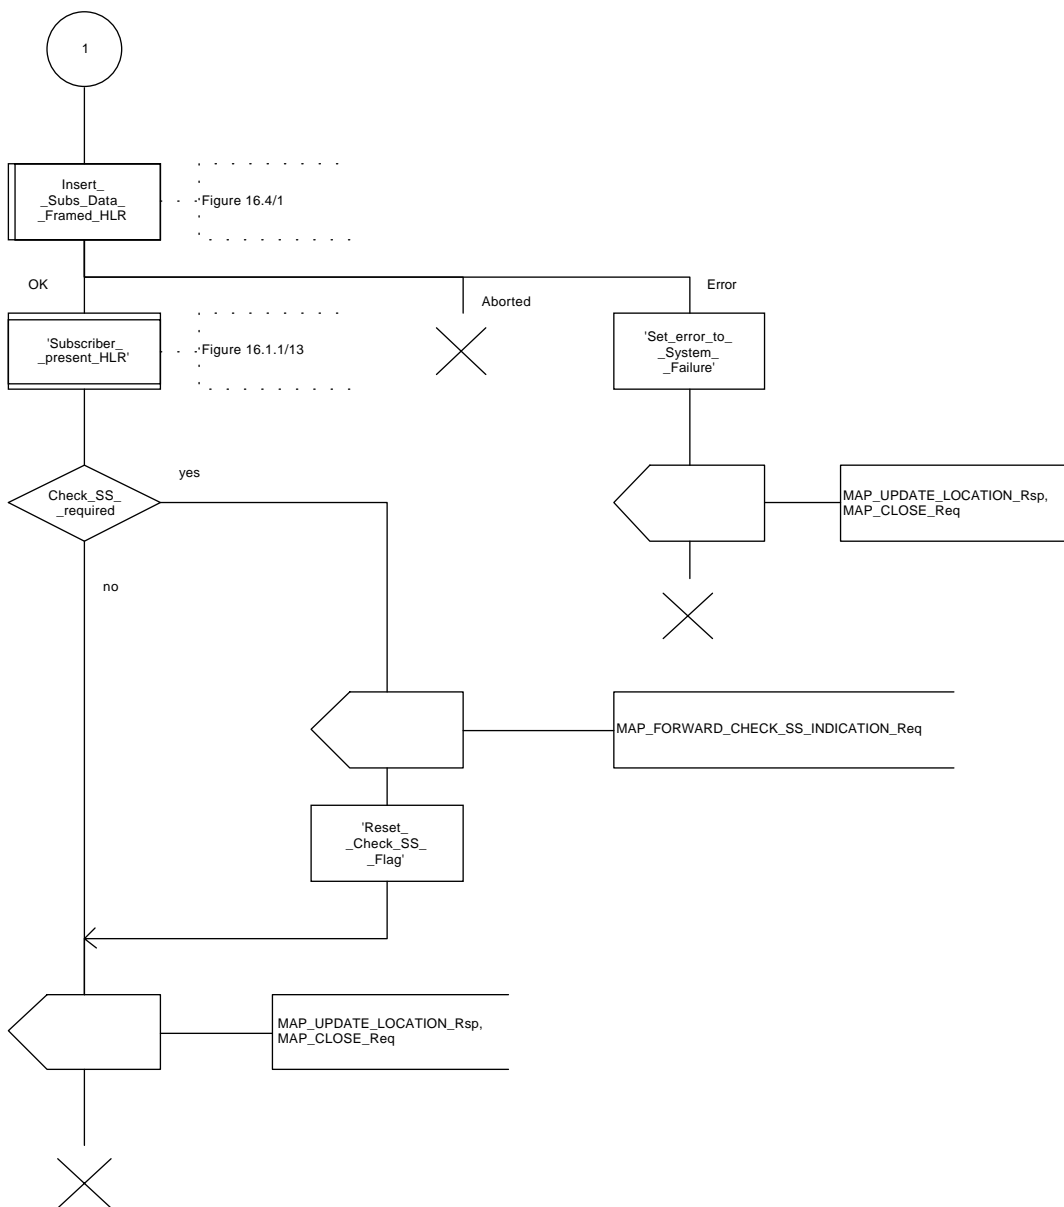 1
Insert_
_Subs_Data_
_Framed_HLR
Figure 16.4/1
OK
Aborted
Error
'Subscriber_
_present_HLR'
Figure 16.1.1/13
'Set_error_to_
_System_
_Failure'
Check_SS_
_required
yes
MAP_UPDATE_LOCATION_Rsp,
MAP_CLOSE_Req
no
MAP_FORWARD_CHECK_SS_INDICATION_Req
'Reset_
_Check_SS_
_Flag'
MAP_UPDATE_LOCATION_Rsp,
MAP_CLOSE_Req